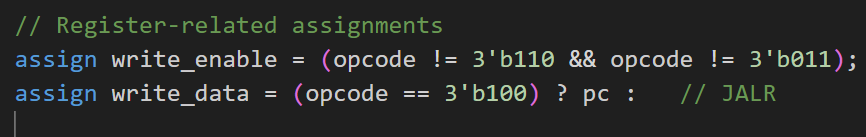 // Register-related assignments
assign write_enable = (opcode != 3'b110 && opcode != 3'b011);
assign write_data = (opcode == 3'b100) ? pc :   // JALR